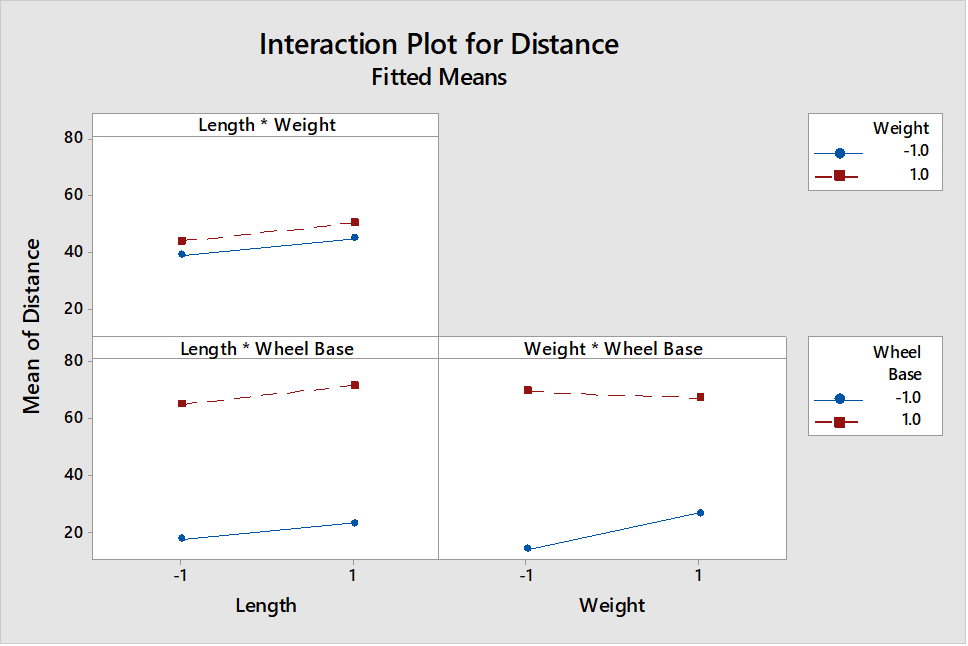 Interaction Plot for Distance
Fitted Means
Length * Weight
80
60
40
20
Weight
-1.0
1.0
Mean of Distance
Length * Wheel Base
Weight * Wheel Base
80
60
40
20
Wheel
Base
-1.0
1.0
-1 1 -1 1
Length Weight